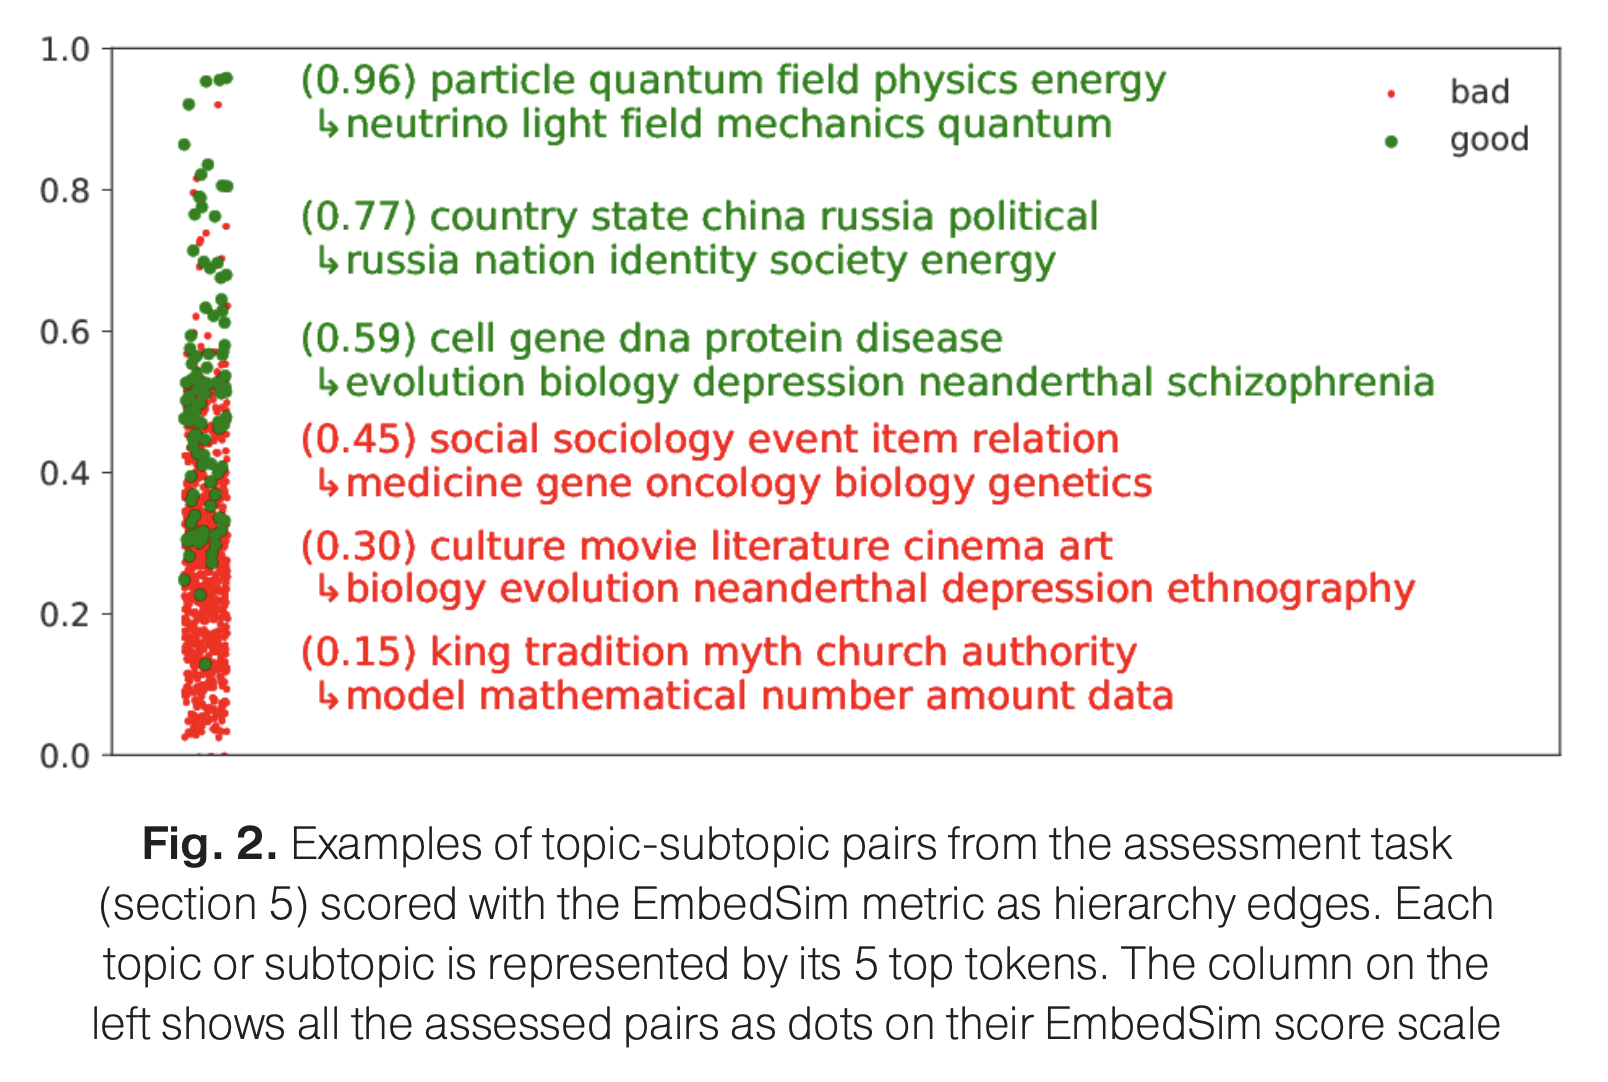 1.0
(0.96) particle quantum field physics energy
↳neutrino light field mechanics quantum
bad
good
0.8
(0.77) country state china russia political
↳russia nation identity society energy
0.6
(0.59) cell gene dna protein disease
↳evolution biology depression neanderthal schizophrenia
(0.45) social sociology event item relation
0.4
↳medicine gene oncology biology genetics
(0.30) culture movie literature cinema art
↳biology evolution neanderthal depression ethnography
0.2
(0.15) king tradition myth church authority
↳model mathematical number amount data
0.0
Fig. 2. Examples of topic-subtopic pairs from the assessment task
(section 5) scored with the EmbedSim metric as hierarchy edges. Each
topic or subtopic is represented by its 5 top tokens. The column on the
left shows all the assessed pairs as dots on their EmbedSim score scale